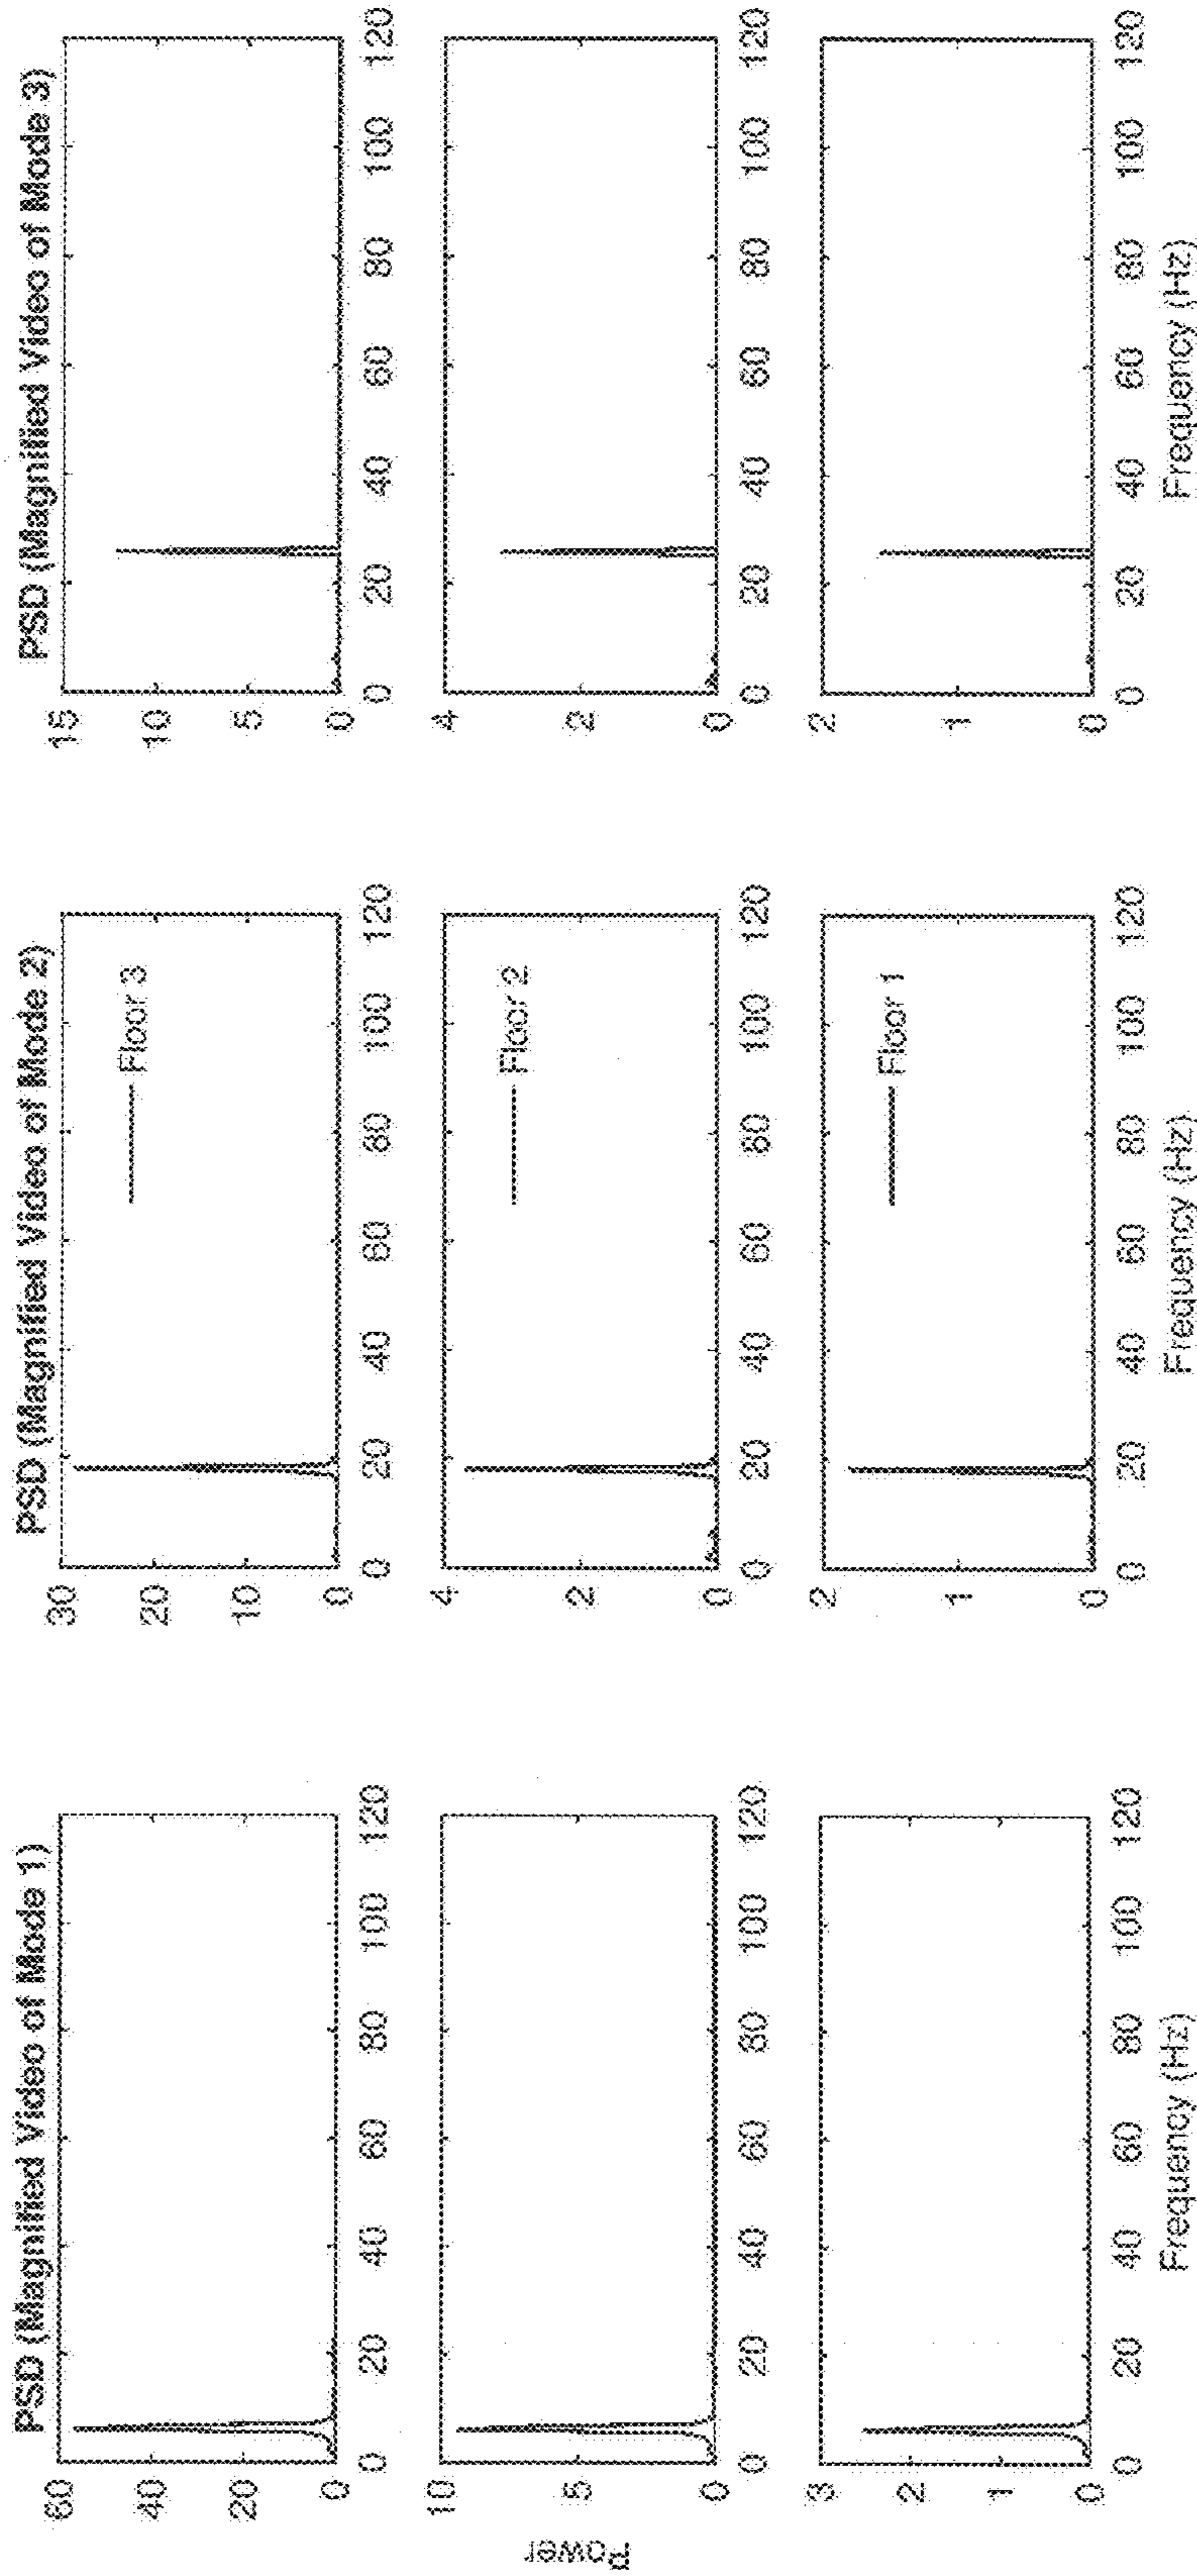 PSD (Magnified Video of Mode 1)
PSD (Magnified Video of Mode 2)
PSD (Magnified Video of Mode 3)
60
40
20
0
0 20 40 60 80 100 120
30
20
10
0
Floor 3
0 20 40 60 80 100 120
15
10
5
0
0 20 40 60 80 100 120
Power
10
5
0
0 20 40 60 80 100 120
4
2
0
Floor 2
0 20 40 60 80 100 120
4
2
0
0 20 40 60 80 100 120
3
2
1
0
0 20 40 60 80 100 120
Frequency (Hz)
2
1
0
Floor 1
0 20 40 60 80 100 120
Frequency (Hz)
2
1
0
0 20 40 60 80 100 120
Frequency (Hz)